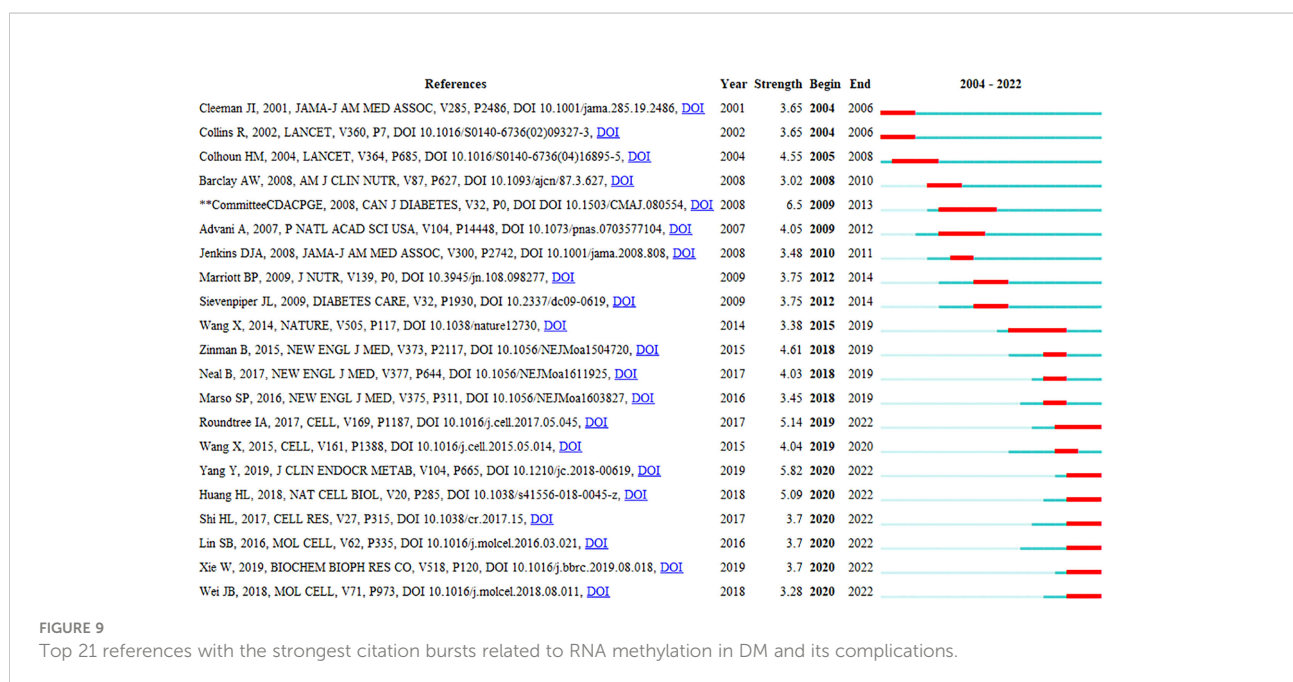 References Year Strength Begin End 2004 - 2022
Cleeman JI, 2001, JAMA-J AM MED ASSOC, V285, P2486, DOI 10.1001/jama.285.19.2486, DOI 2001 3.65 2004 2006
Collins R, 2002, LANCET, V360, P7, DOI 10.1016/S0140-6736(02)09327-3, DOI 2002 3.65 2004 2006
Colhoun HM, 2004, LANCET, V364, P685, DOI 10.1016/S0140-6736(04)16895-5, DOI 2004 4.55 2005 2008
Barclay AW, 2008, AM J CLIN NUTR, V87, P627, DOI 10.1093/ajcn/87.3.627, DOI 2008 3.02 2008 2010
**CommitteeCDACPGE, 2008, CAN J DIABETES, V32, P0, DOI DOI 10.1503/CMAJ.080554, DOI 2008 6.5 2009 2013
Advani A, 2007, P NATL ACAD SCI USA, V104, P14448, DOI 10.1073/pnas.0703577104, DOI 2007 4.05 2009 2012
Jenkins DJA, 2008, JAMA-J AM MED ASSOC, V300, P2742, DOI 10.1001/jama.2008.808, DOI 2008 3.48 2010 2011
Marriott BP, 2009, J NUTR, V139, P0, DOI 10.3945/jn.108.098277, DOI 2009 3.75 2012 2014
Sievenpiper JL, 2009, DIABETES CARE, V32, P1930, DOI 10.2337/dc09-0619, DOI 2009 3.75 2012 2014
Wang X, 2014, NATURE, V505, P117, DOI 10.1038/nature12730, DOI 2014 3.38 2015 2019
Zinman B, 2015, NEW ENGL J MED, V373, P2117, DOI 10.1056/NEJMoa1504720, DOI 2015 4.61 2018 2019
Neal B, 2017, NEW ENGL J MED, V377, P644, DOI 10.1056/NEJMoa1611925, DOI 2017 4.03 2018 2019
Marso SP, 2016, NEW ENGL J MED, V375, P311, DOI 10.1056/NEJMoa1603827, DOI 2016 3.45 2018 2019
Roundtree IA, 2017, CELL, V169, P1187, DOI 10.1016/j.cell.2017.05.045, DOI 2017 5.14 2019 2022
Wang X, 2015, CELL, V161, P1388, DOI 10.1016/j.cell.2015.05.014, DOI 2015 4.04 2019 2020
Yang Y, 2019, J CLIN ENDOCR METAB, V104, P665, DOI 10.1210/jc.2018-00619, DOI 2019 5.82 2020 2022
Huang HL, 2018, NAT CELL BIOL, V20, P285, DOI 10.1038/s41556-018-0045-z, DOI 2018 5.09 2020 2022
Shi HL, 2017, CELL RES, V27, P315, DOI 10.1038/cr.2017.15, DOI 2017 3.7 2020 2022
Lin SB, 2016, MOL CELL, V62, P335, DOI 10.1016/j.molcel.2016.03.021, DOI 2016 3.7 2020 2022
Xie W, 2019, BIOCHEM BIOPH RES CO, V518, P120, DOI 10.1016/j.bbrc.2019.08.018, DOI 2019 3.7 2020 2022
Wei JB, 2018, MOL CELL, V71, P973, DOI 10.1016/j.molcel.2018.08.011, DOI 2018 3.28 2020 2022
FIGURE 9
Top 21 references with the strongest citation bursts related to RNA methylation in DM and its complications.